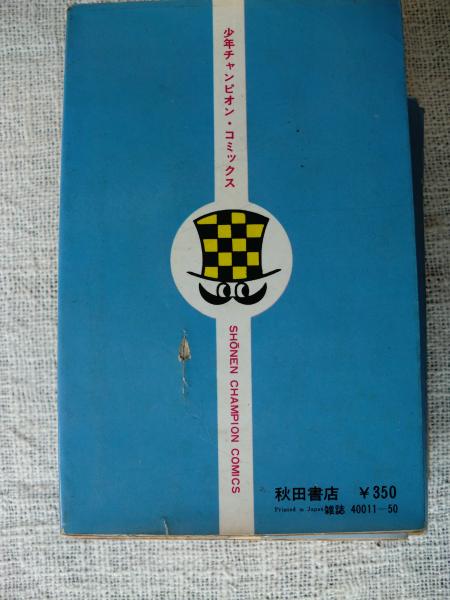 少年チャンピオン・コミックス
SHŌNEN CHAMPION COMICS
秋田書店 ¥350
Printed in Japan 雑誌 40011—50